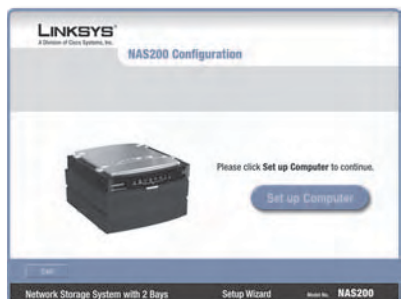 LINKSYS®
A Division of Cisco Systems, Inc.
NAS200 Configuration
Please click Set up Computer to continue.
Set up Computer
Exit
Network Storage System with 2 Bays
Setup Wizard
Model No.
NAS200